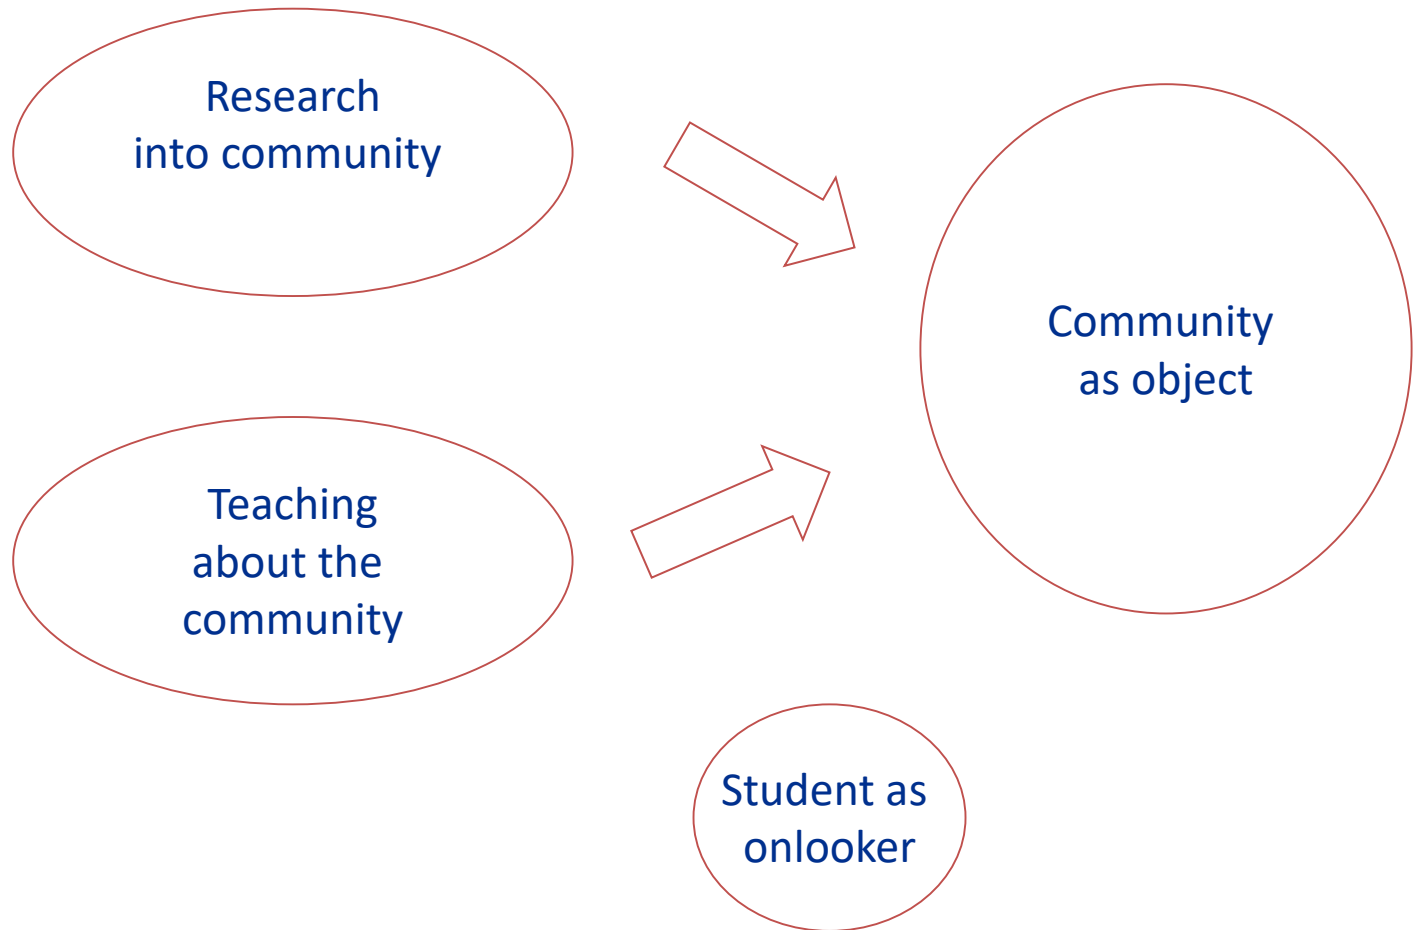 Research
into community
Community
as object
Teaching
about the
community
Student as
onlooker